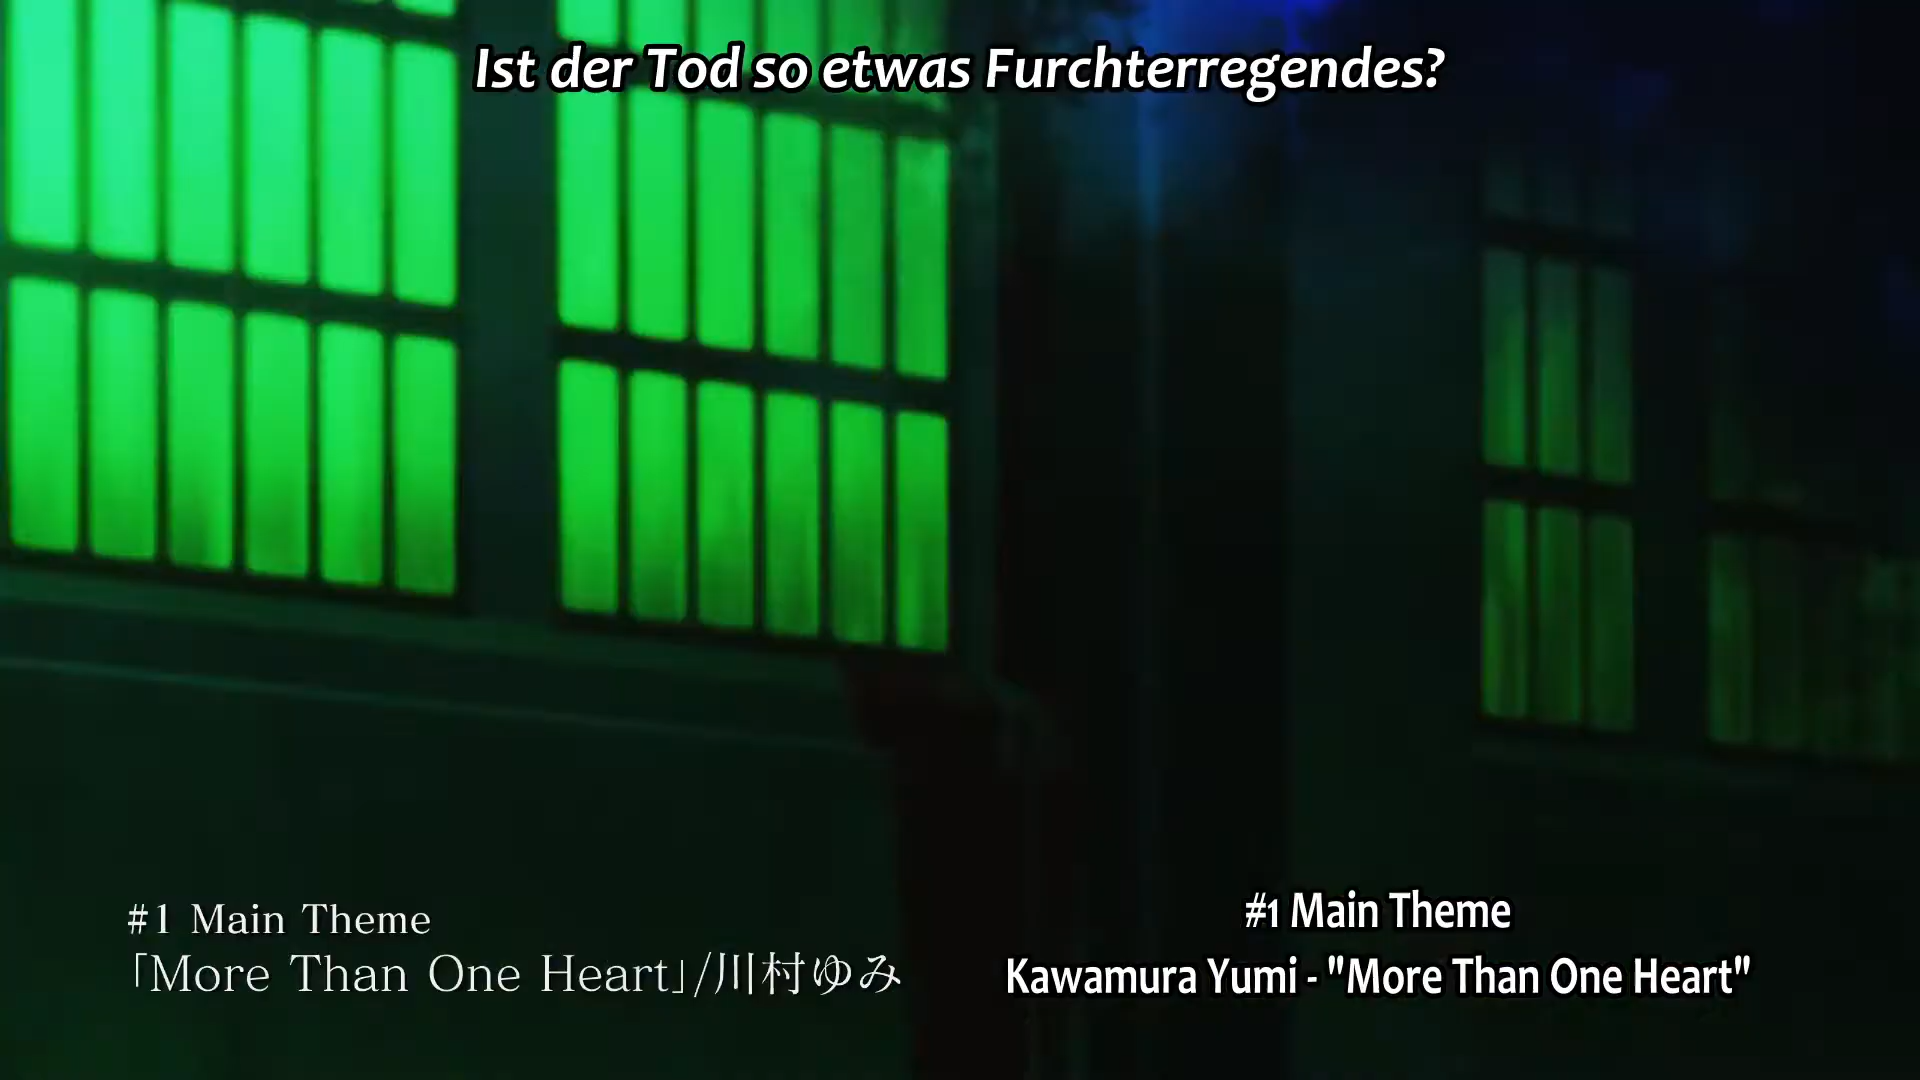 Ist der Tod so etwas Furchterregendes?
#1 Main Theme
「More Than One Heart」/川村ゆみ
#1 Main Theme
Kawamura Yumi - "More Than One Heart"